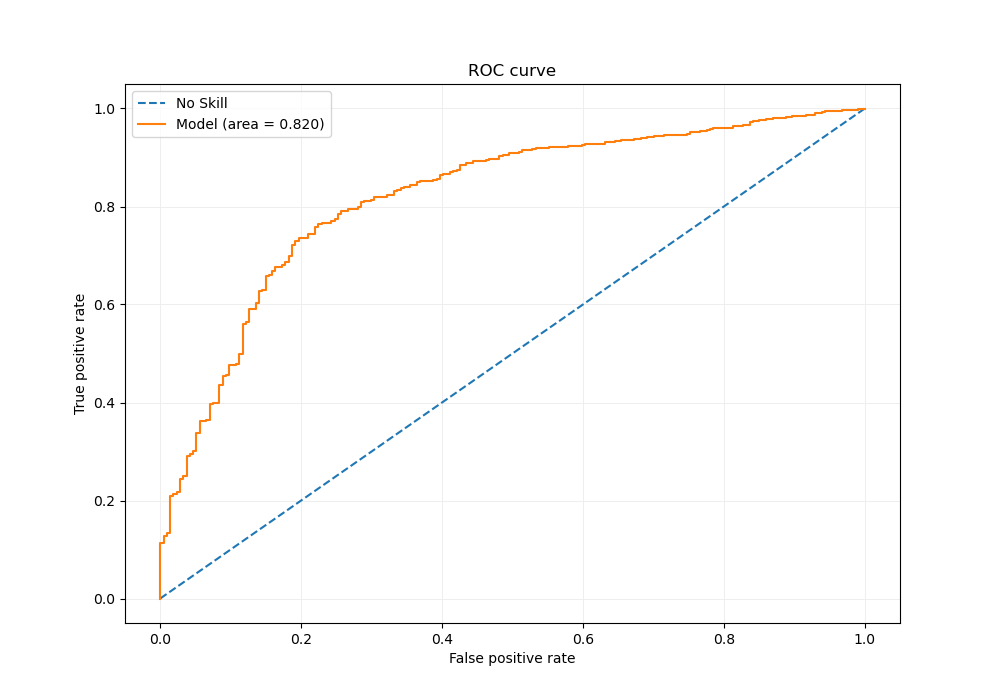 ROC curve
No Skill
Model (area = 0.820)
True positive rate
1.0
0.8
0.6
0.4
0.2
0.0
0.0 0.2 0.4 0.6 0.8 1.0
False positive rate